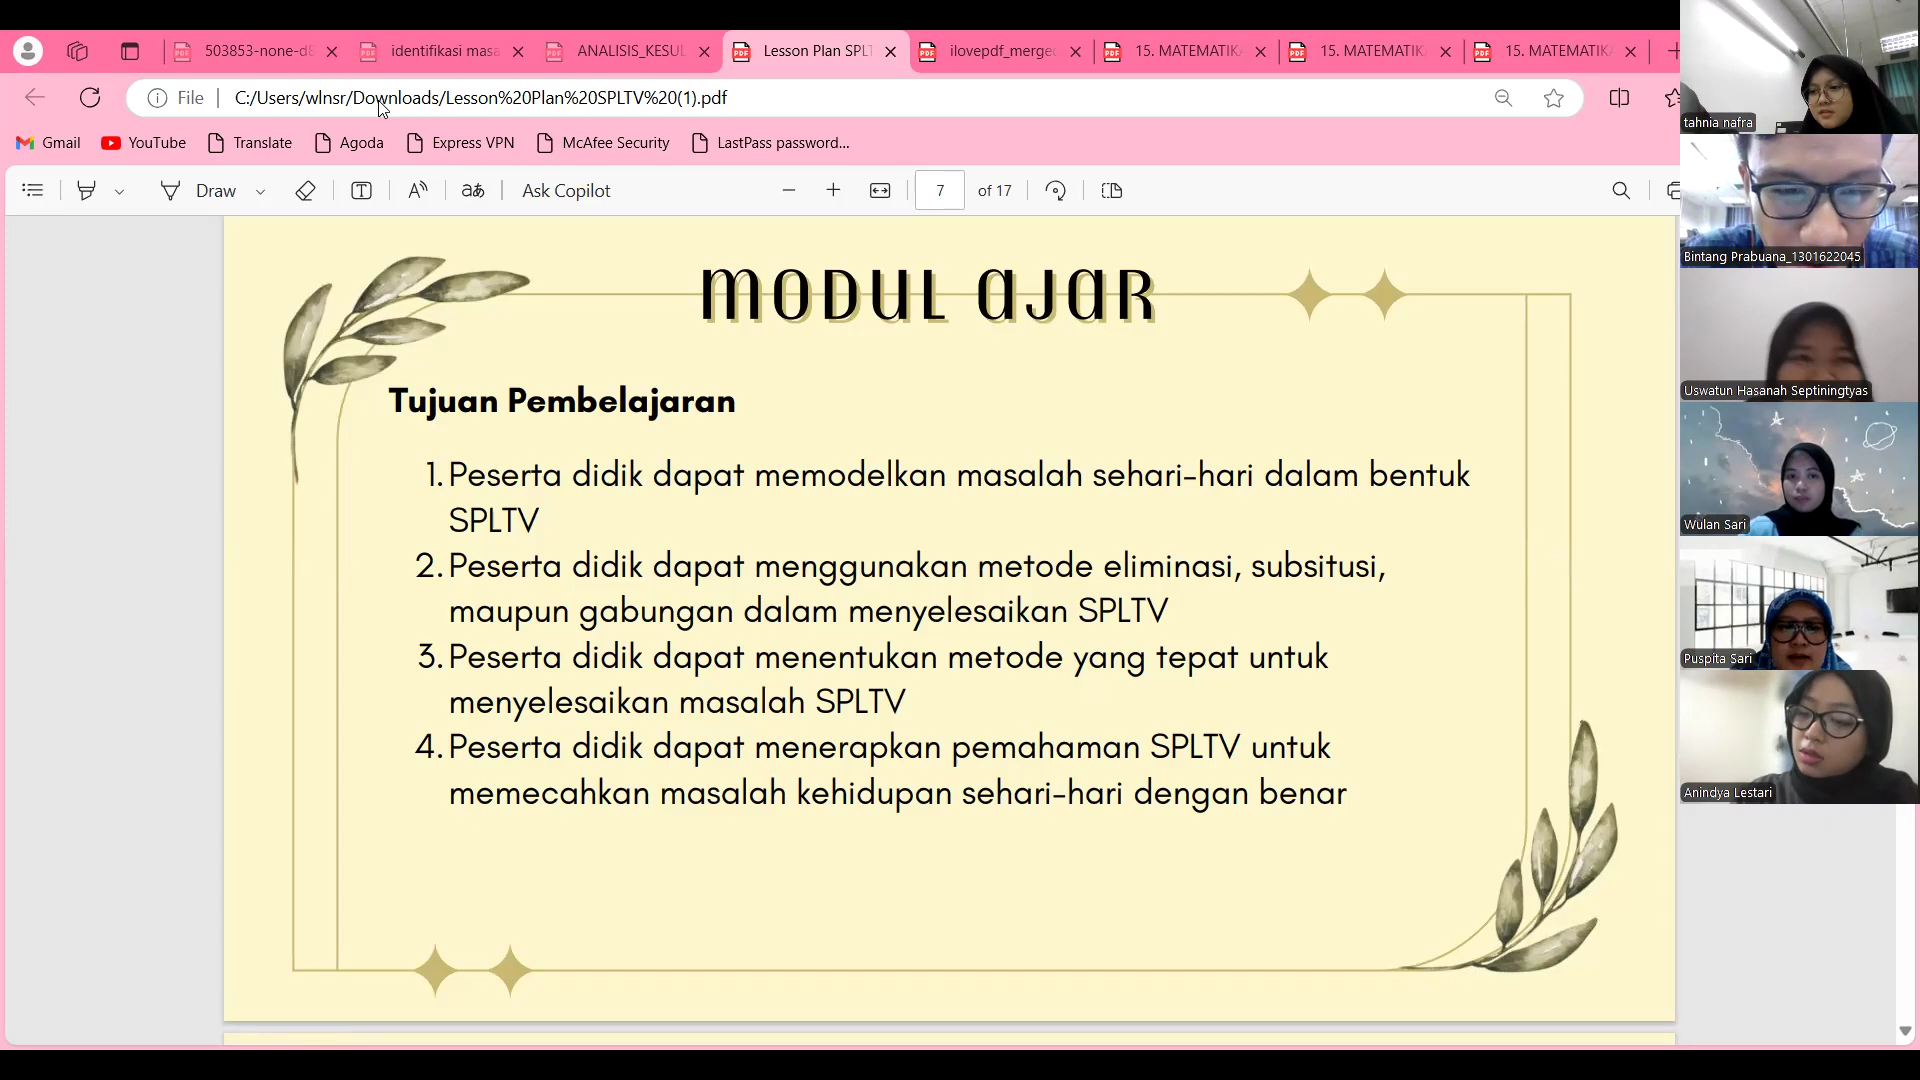 503853-none-d8
identifikasi masa
ANALISIS_KESUL
Lesson Plan SPLT
ilovepdf_merged
15. MATEMATIKA
15. MATEMATIK
15. MATEMATIKA
File
C:/Users/wlnsr/Downloads/Lesson%20Plan%20SPLTV%20(1).pdf
Gmail
YouTube
Translate
Agoda
Express VPN
McAfee Security
LastPass password...
Draw
Ask Copilot
7 of 17
MODUL AJAR
Tujuan Pembelajaran
1. Peserta didik dapat memodelkan masalah sehari-hari dalam bentuk
SPLTV
2. Peserta didik dapat menggunakan metode eliminasi, subsitusi,
maupun gabungan dalam menyelesaikan SPLTV
3. Peserta didik dapat menentukan metode yang tepat untuk
menyelesaikan masalah SPLTV
4. Peserta didik dapat menerapkan pemahaman SPLTV untuk
memecahkan masalah kehidupan sehari-hari dengan benar
tahnia nafra
Bintang Prabuana_1301622045
Uswatun Hasanah Septiningtyas
Wulan Sari
Puspita Sari
Anindya Lestari